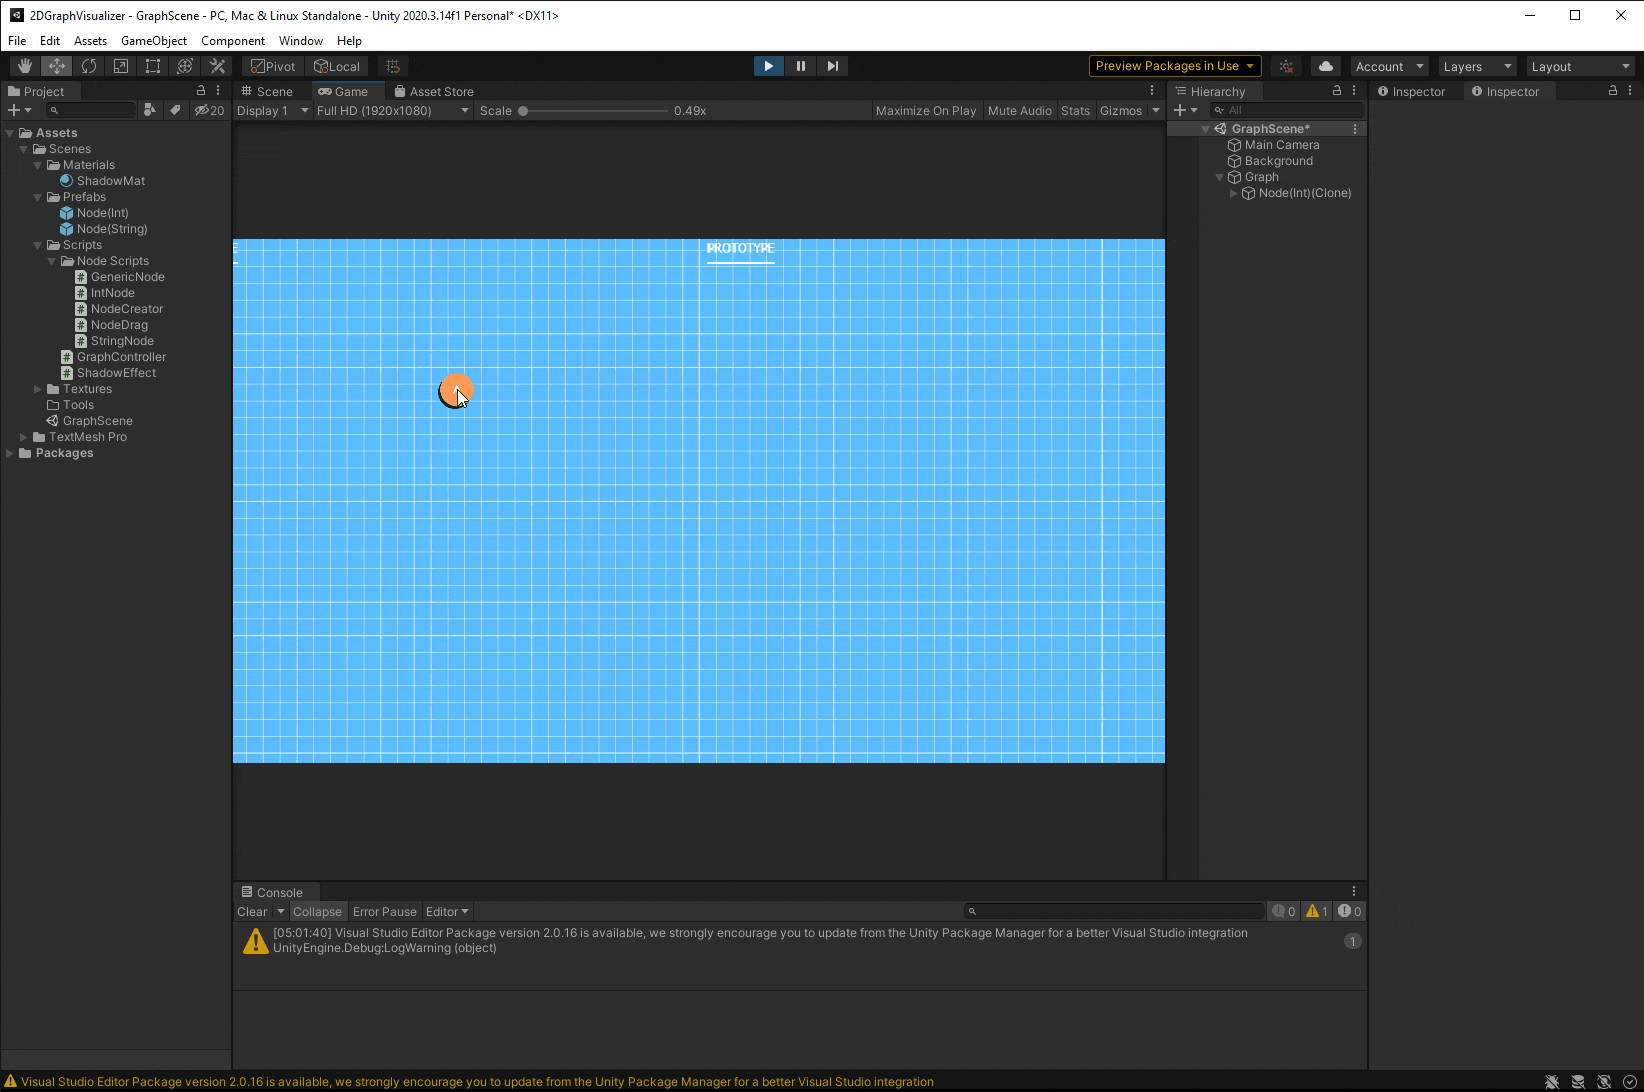 2DGraphVisualizer - GraphScene - PC, Mac & Linux Standalone - Unity 2020.3.14f1 Personal* <DX11>
File Edit Assets GameObject Component Window Help
Pivot Local Preview Packages in Use Account Layers Layout
Project
20
Assets
Scenes
Materials
ShadowMat
Prefabs
Node(Int)
Node(String)
Scripts
Node Scripts
GenericNode
IntNode
NodeCreator
NodeDrag
StringNode
GraphController
ShadowEffect
Textures
Tools
GraphScene
TextMesh Pro
Packages
Scene Game Asset Store
Display 1 Full HD (1920x1080) Scale 0.49x Maximize On Play Mute Audio Stats Gizmos
PROTOTYPE
Hierarchy
All
GraphScene*
Main Camera
Background
Graph
Node(Int)(Clone)
Inspector Inspector
Console
Clear Collapse Error Pause Editor 0 1 0
[05:01:40] Visual Studio Editor Package version 2.0.16 is available, we strongly encourage you to update from the Unity Package Manager for a better Visual Studio integration
UnityEngine.Debug:LogWarning (object)
1
Visual Studio Editor Package version 2.0.16 is available, we strongly encourage you to update from the Unity Package Manager for a better Visual Studio integration